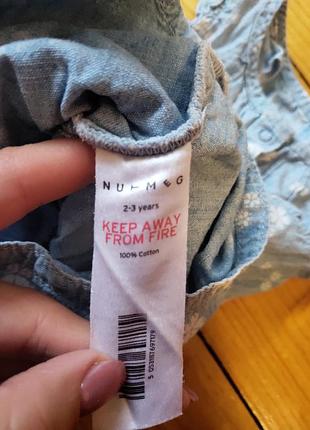 NUTMEG
2-3 years
KEEP AWAY
FROM FIRE
100% Cotton